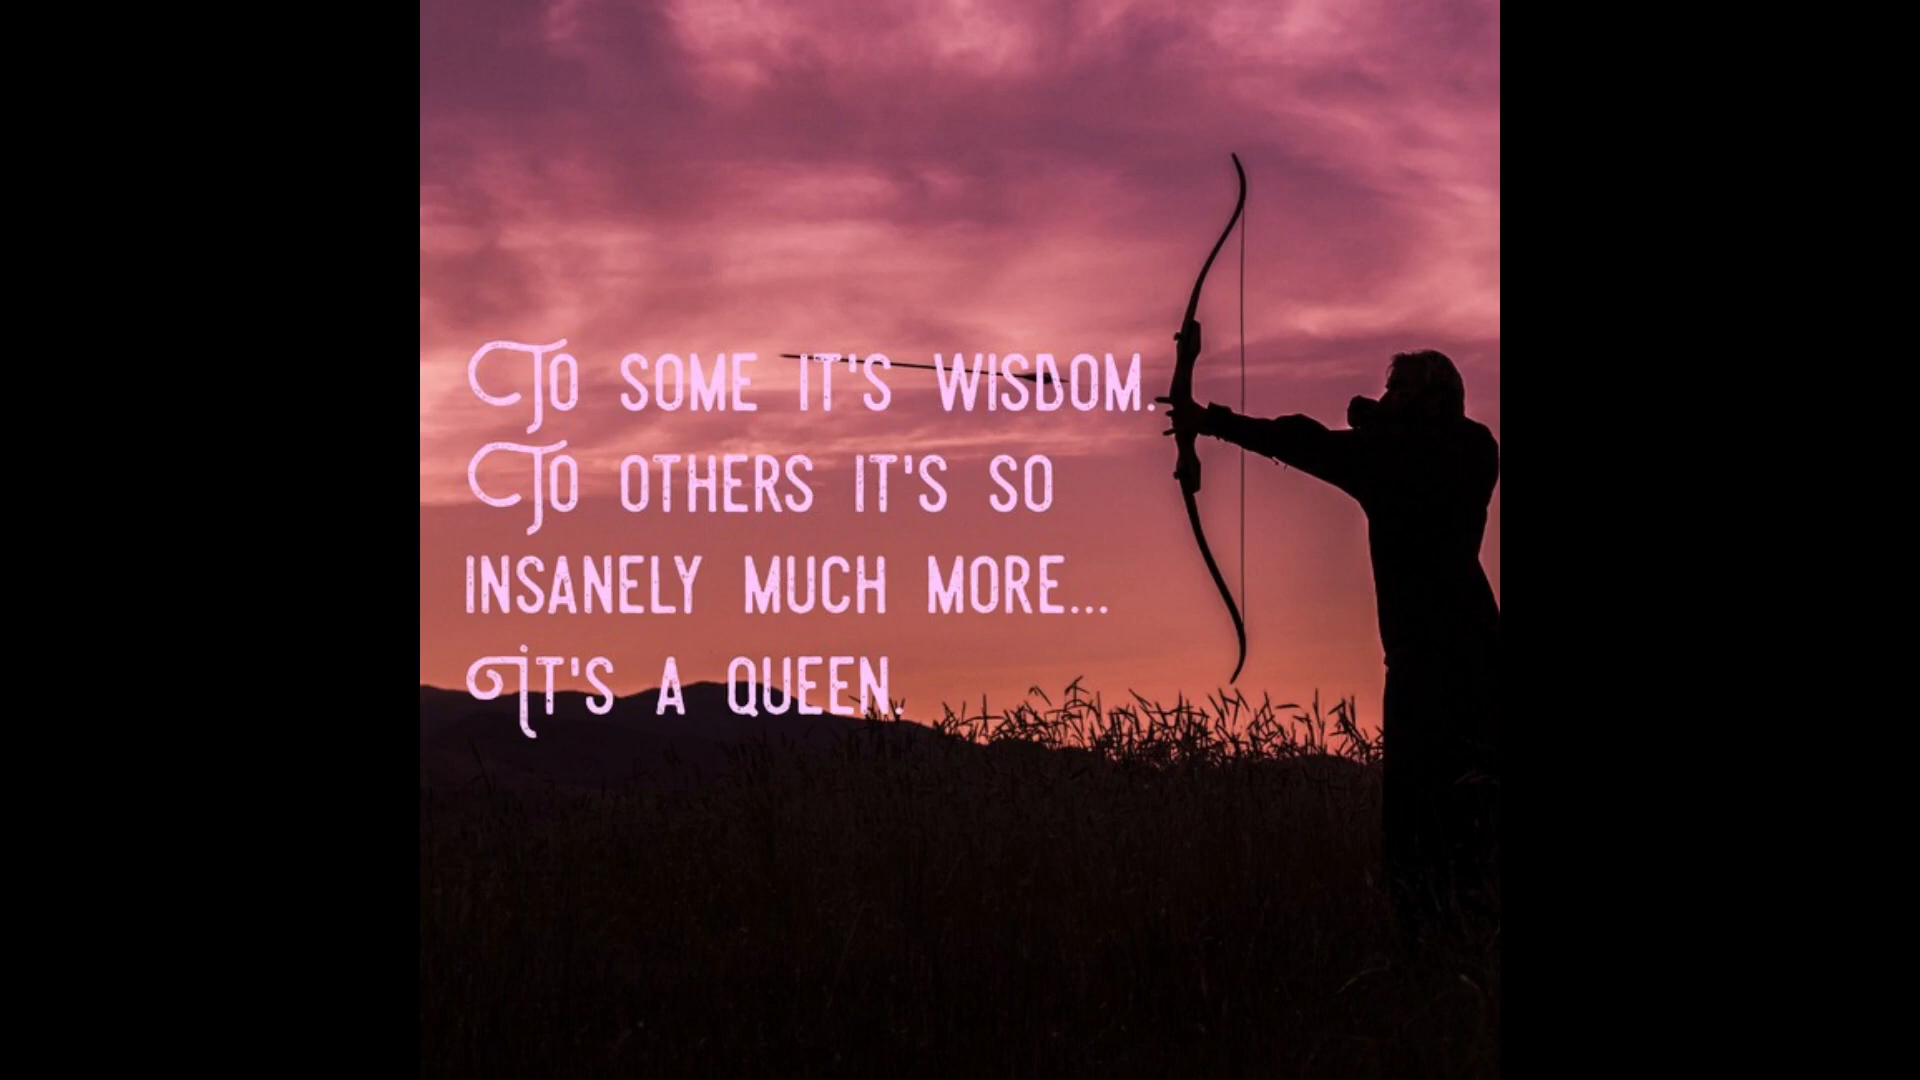 To some it's wisdom.
To others it's so
insanely much more...
It's a queen.